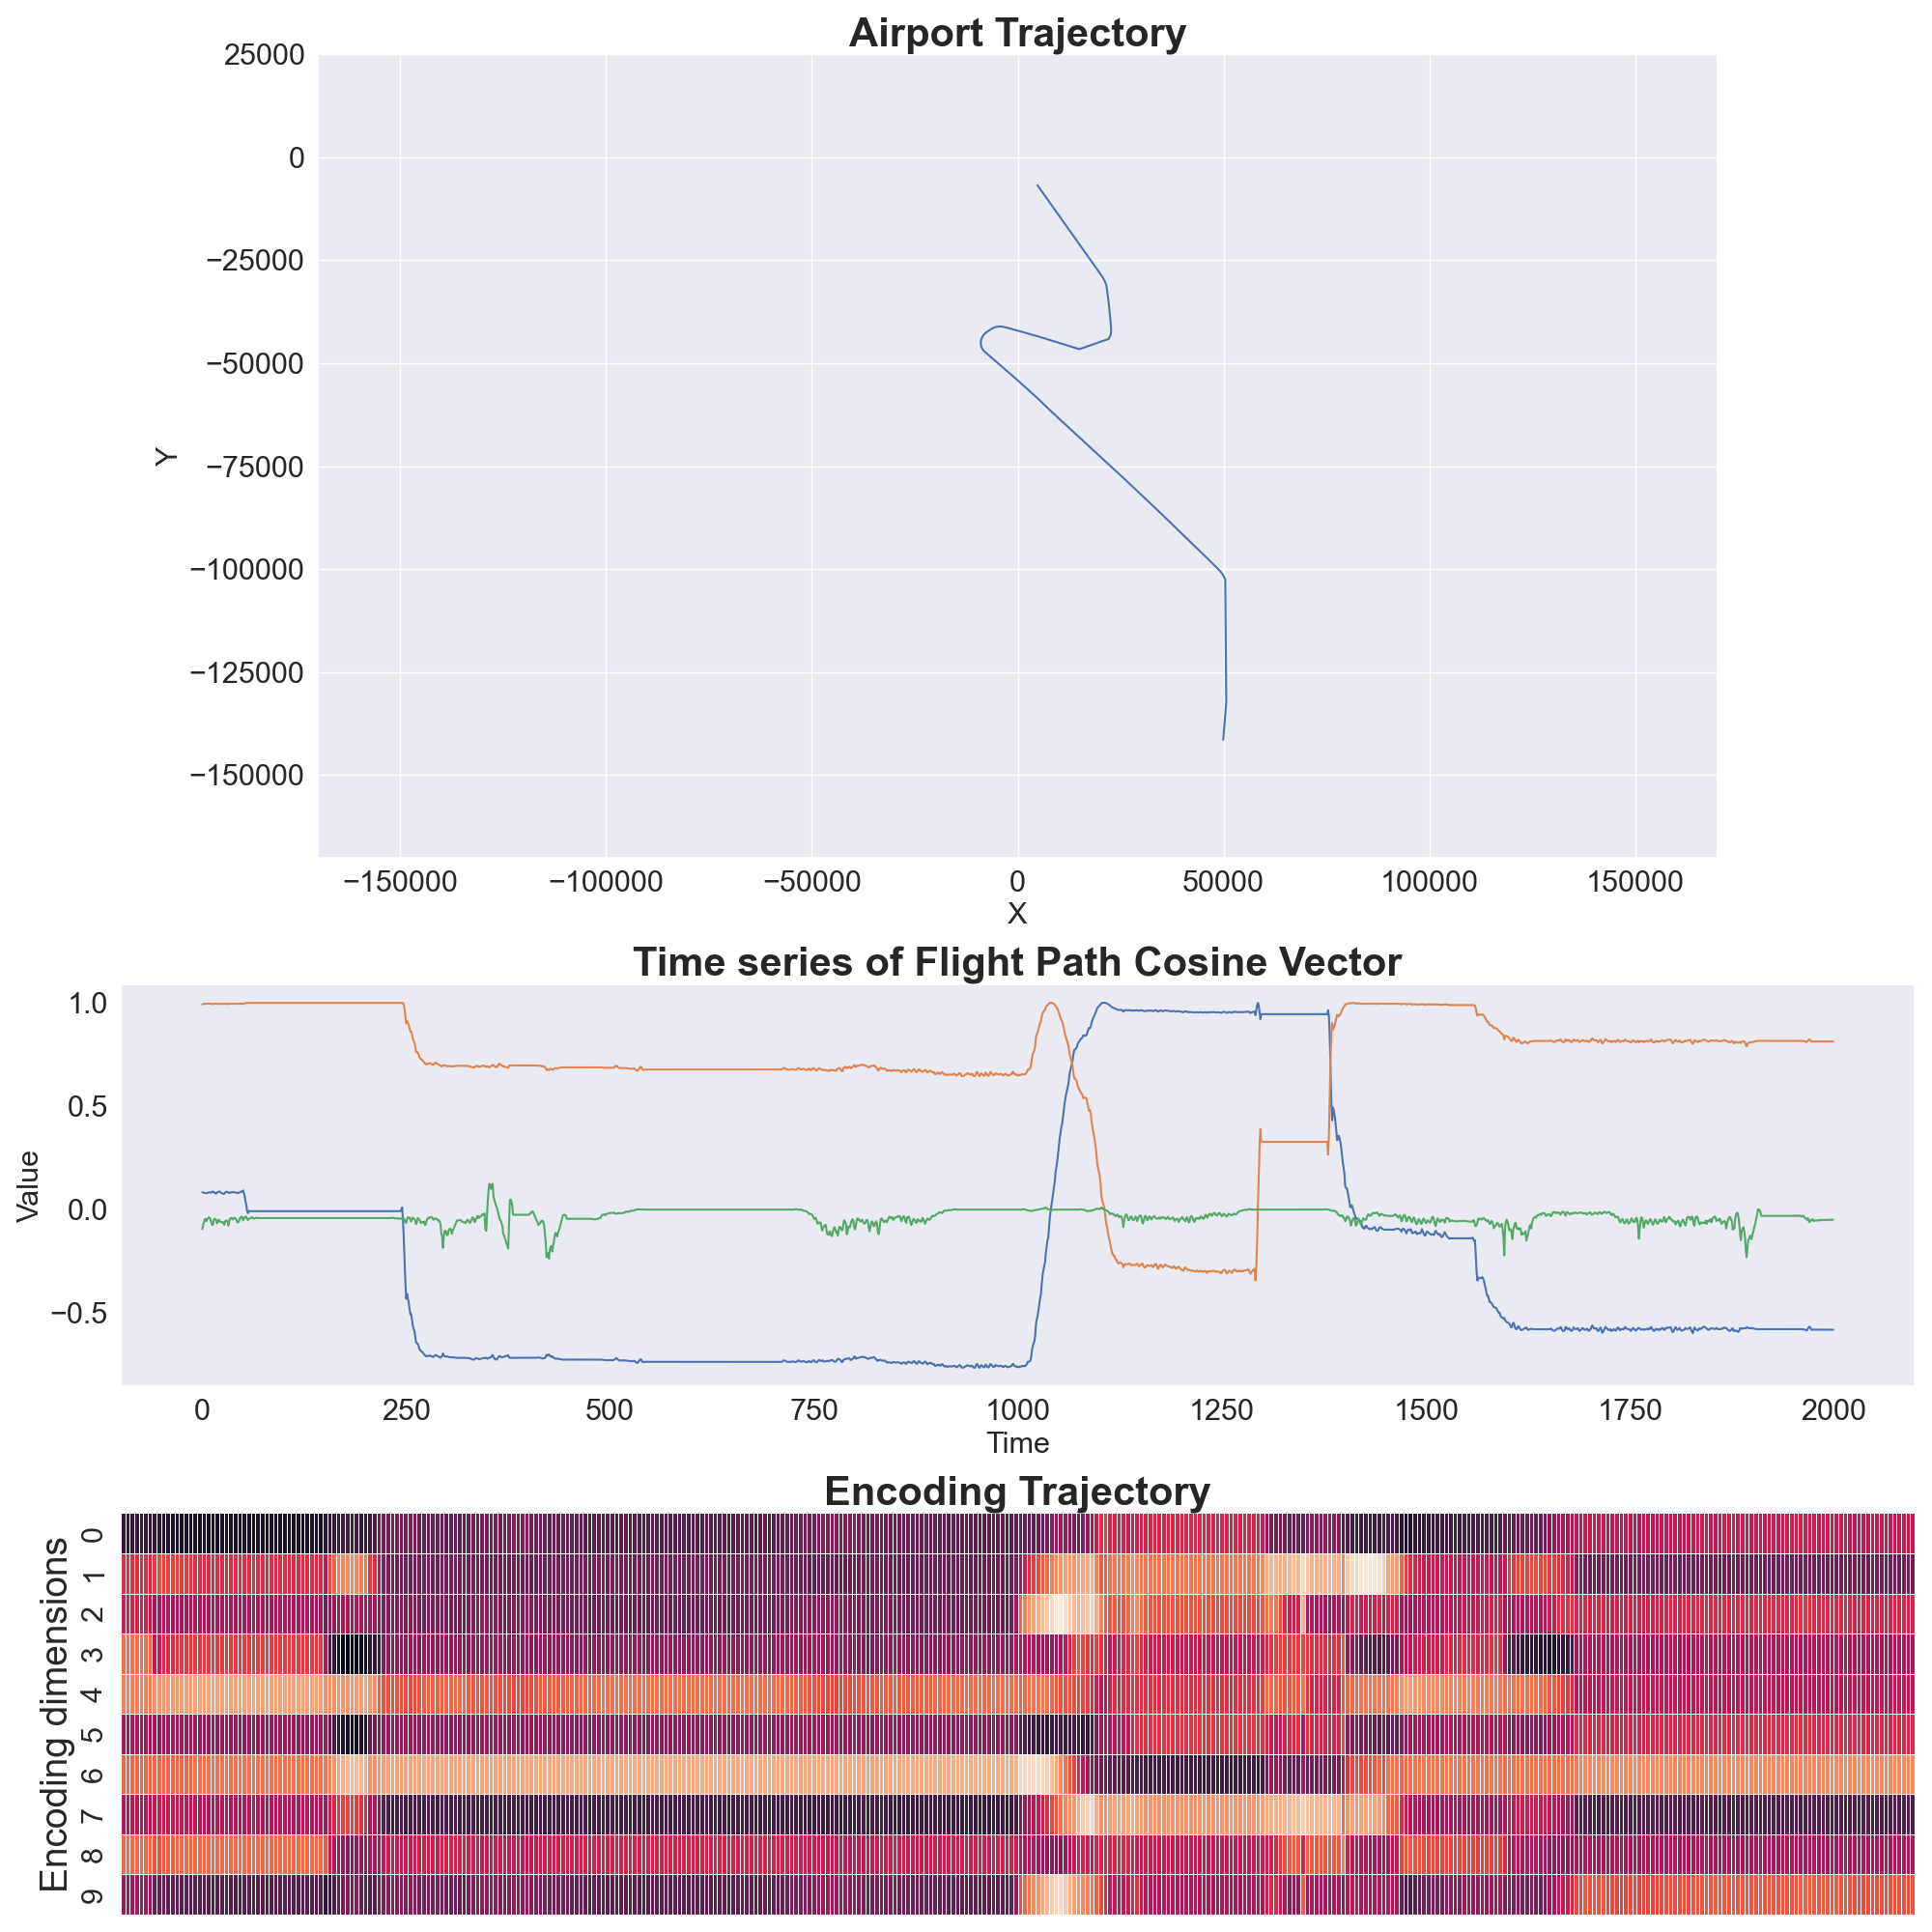 Airport Trajectory
25000
0
−25000
−50000
−75000
−100000
−125000
−150000
Y
−150000 −100000 −50000 0 50000 100000 150000
X
Time series of Flight Path Cosine Vector
1.0
0.5
0.0
−0.5
Value
0 250 500 750 1000 1250 1500 1750 2000
Time
Encoding Trajectory
Encoding dimensions
0
1
2
3
4
5
6
7
8
9